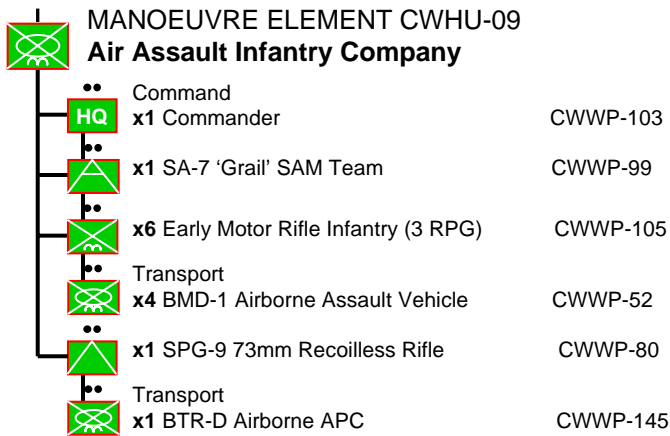 MANOEUVRE ELEMENT CWHU-09
Air Assault Infantry Company
Command
HQ x1 Commander CWWP-103
x1 SA-7 ‘Grail’ SAM Team CWWP-99
x6 Early Motor Rifle Infantry (3 RPG) CWWP-105
Transport
x4 BMD-1 Airborne Assault Vehicle CWWP-52
x1 SPG-9 73mm Recoilless Rifle CWWP-80
Transport
x1 BTR-D Airborne APC CWWP-145